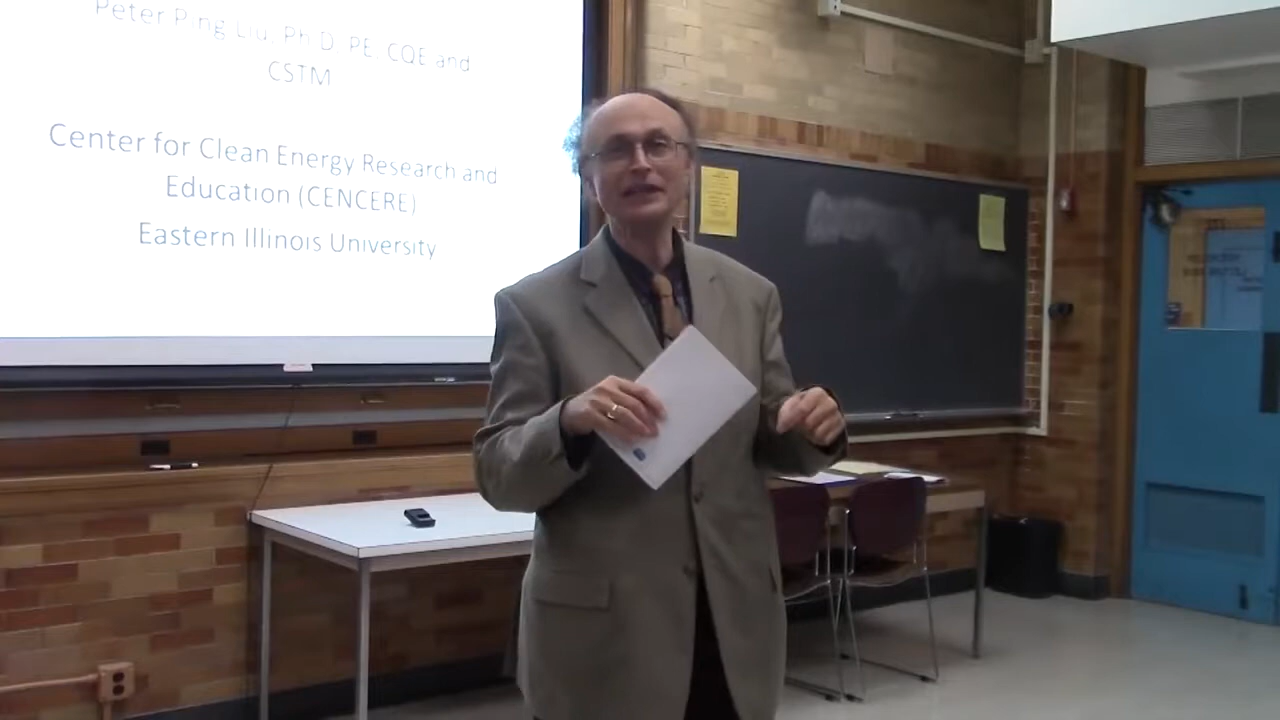 Peter Ping Liu, Ph.D, PE, CQE and
CSTM
Center for Clean Energy Research and
Education (CENCERE)
Eastern Illinois University